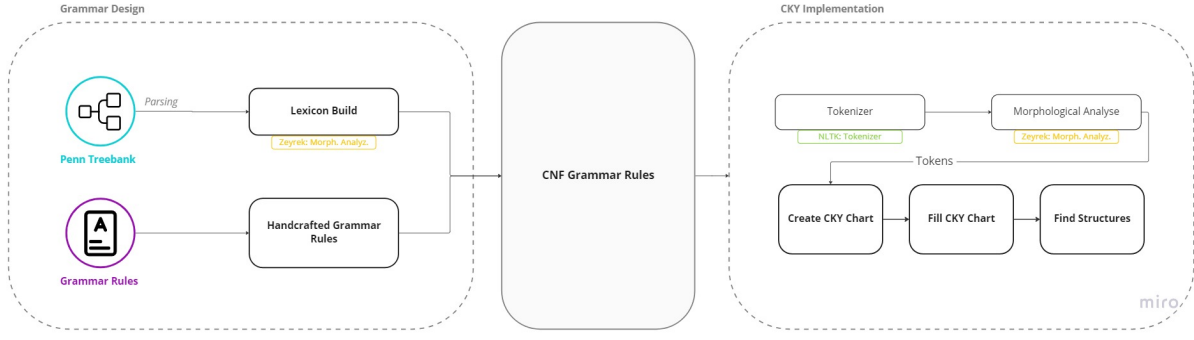 Grammar Design
CKY Implementation
Parsing
Lexicon Build
Zeyrek: Morph. Analyz.
Penn Treebank
A
Handcrafted Grammar
Rules
Grammar Rules
CNF Grammar Rules
Tokenizer
NLTK: Tokenizer
Morphological Analyse
Zeyrek: Morph. Analyz.
Tokens
Create CKY Chart
Fill CKY Chart
Find Structures
miro